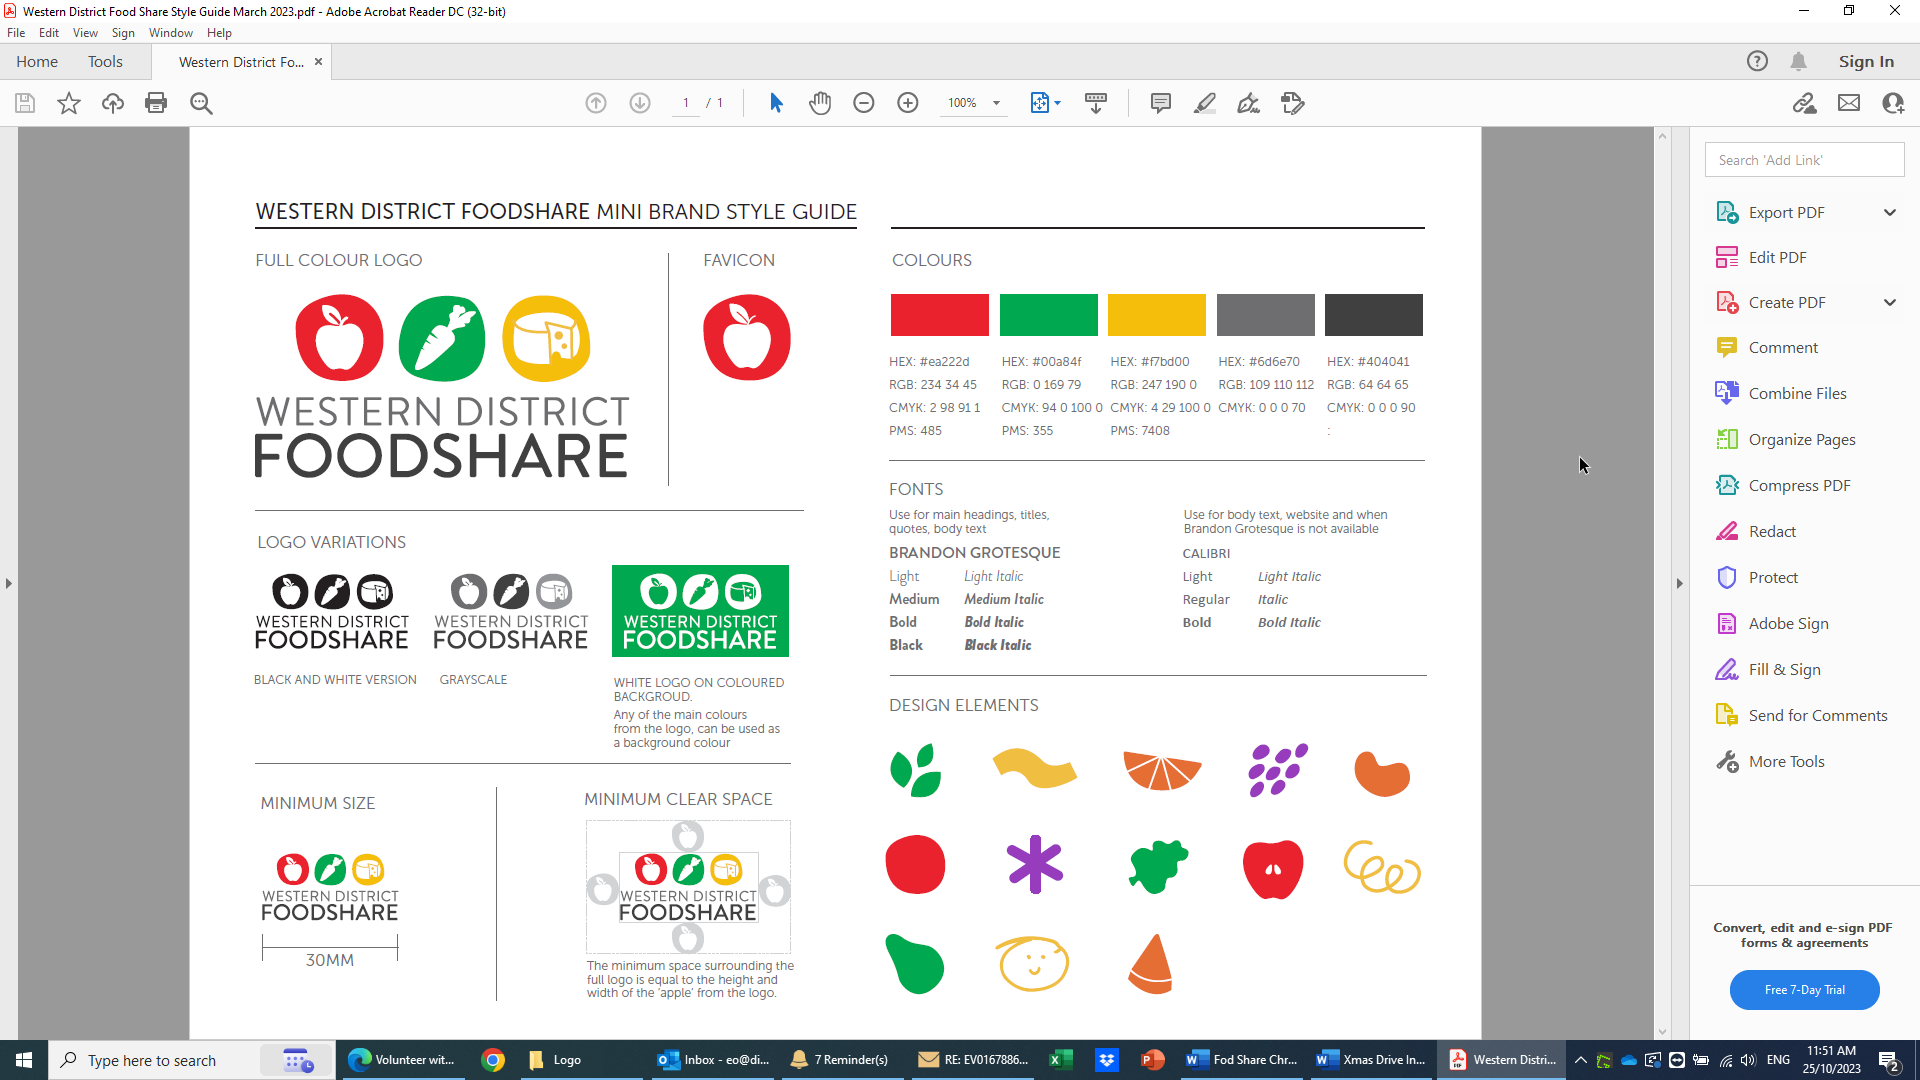 Western District Food Share Style Guide March 2023.pdf - Adobe Acrobat Reader DC (32-bit)
File Edit View Sign Window Help
Home Tools Western District Fo... × Sign In
1 / 1 100%
Search 'Add Link'
Export PDF
Edit PDF
Create PDF
Comment
Combine Files
Organize Pages
Compress PDF
Redact
Protect
Adobe Sign
Fill & Sign
Send for Comments
More Tools
Convert, edit and e-sign PDF
forms & agreements
Free 7-Day Trial
WESTERN DISTRICT FOODSHARE MINI BRAND STYLE GUIDE
FULL COLOUR LOGO
WESTERN DISTRICT
FOODSHARE
FAVICON
LOGO VARIATIONS
WESTERN DISTRICT
FOODSHARE
BLACK AND WHITE VERSION
WESTERN DISTRICT
FOODSHARE
GRAYSCALE
WESTERN DISTRICT
FOODSHARE
WHITE LOGO ON COLOURED
BACKGROUD.
Any of the main colours
from the logo, can be used as
a background colour
MINIMUM SIZE
WESTERN DISTRICT
FOODSHARE
30MM
MINIMUM CLEAR SPACE
WESTERN DISTRICT
FOODSHARE
The minimum space surrounding the
full logo is equal to the height and
width of the 'apple' from the logo.
COLOURS
HEX: #ea222d
RGB: 234 34 45
CMYK: 2 98 91 1
PMS: 485
HEX: #00a84f
RGB: 0 169 79
CMYK: 94 0 100 0
PMS: 355
HEX: #f7bd00
RGB: 247 190 0
CMYK: 4 29 100 0
PMS: 7408
HEX: #6d6e70
RGB: 109 110 112
CMYK: 0 0 0 70
HEX: #404041
RGB: 64 64 65
CMYK: 0 0 0 90
:
FONTS
Use for main headings, titles,
quotes, body text
BRANDON GROTESQUE
Light Light Italic
Medium Medium Italic
Bold Bold Italic
Black Black Italic
Use for body text, website and when
Brandon Grotesque is not available
CALIBRI
Light Light Italic
Regular Italic
Bold Bold Italic
DESIGN ELEMENTS
Type here to search
Volunteer wit...
Logo
Inbox - eo@di...
7 Reminder(s)
RE: EV0167886...
Fod Share Chr...
Xmas Drive In...
Western Distri...
ENG
11:51 AM
25/10/2023
2